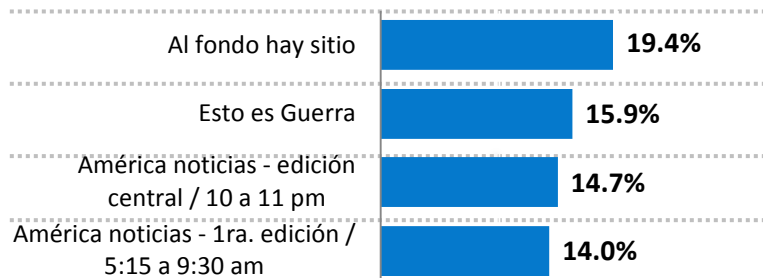 Al fondo hay sitio
19.4%
Esto es Guerra
15.9%
América noticias - edición
central / 10 a 11 pm
14.7%
América noticias - 1ra. edición /
5:15 a 9:30 am
14.0%